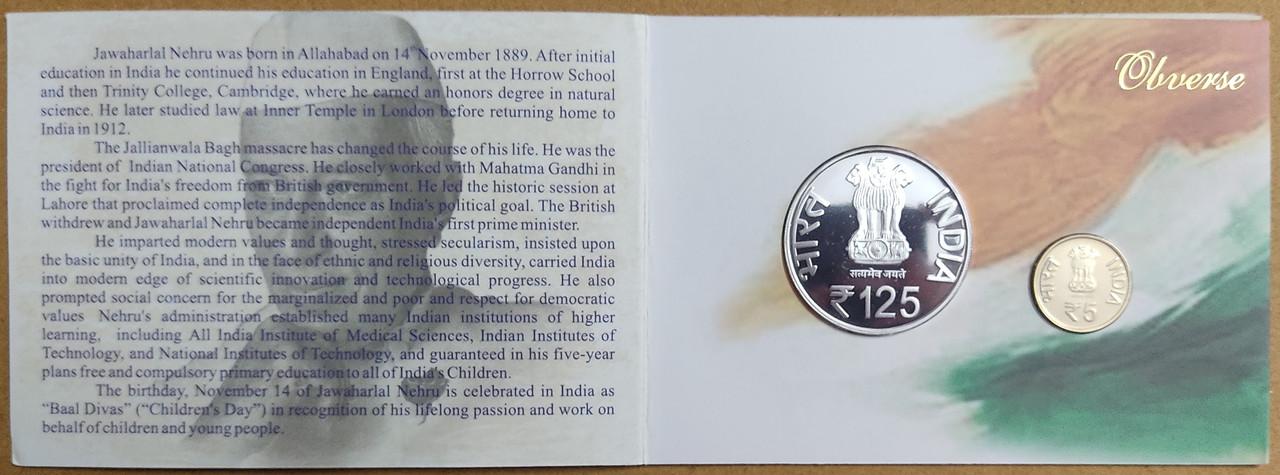 Jawaharlal Nehru was born in Allahabad on 14th November 1889. After initial
education in India he continued his education in England, first at the Horrow School
and then Trinity College, Cambridge, where he earned an honors degree in natural
science. He later studied law at Inner Temple in London before returning home to
India in 1912.
The Jallianwala Bagh massacre has changed the course of his life. He was the
president of Indian National Congress. He closely worked with Mahatma Gandhi in
the fight for India's freedom from British government. He led the historic session at
Lahore that proclaimed complete independence as India's political goal. The British
withdrew and Jawaharlal Nehru became independent India's first prime minister.
He imparted modern values and thought, stressed secularism, insisted upon
the basic unity of India, and in the face of ethnic and religious diversity, carried India
into modern edge of scientific innovation and technological progress. He also
prompted social concern for the marginalized and poor and respect for democratic
values Nehru's administration established many Indian institutions of higher
learning, including All India Institute of Medical Sciences, Indian Institutes of
Technology, and National Institutes of Technology, and guaranteed in his five-year
plans free and compulsory primary education to all of India's Children.
The birthday, November 14 of Jawaharlal Nehru is celebrated in India as
“Baal Divas” (“Children's Day”) in recognition of his lifelong passion and work on
behalf of children and young people.
Obverse
भारत
INDIA
सत्यमेव जयते
₹125
भारत
INDIA
₹5